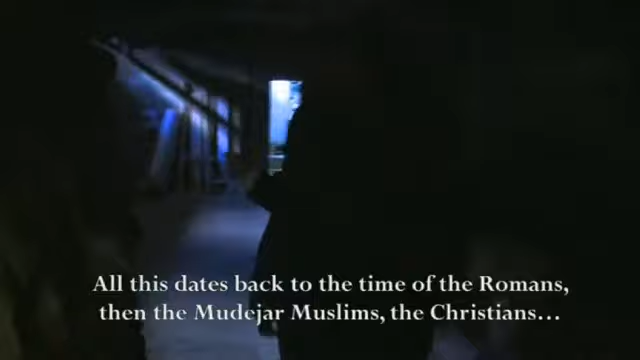 All this dates back to the time of the Romans,
then the Mudejar Muslims, the Christians...